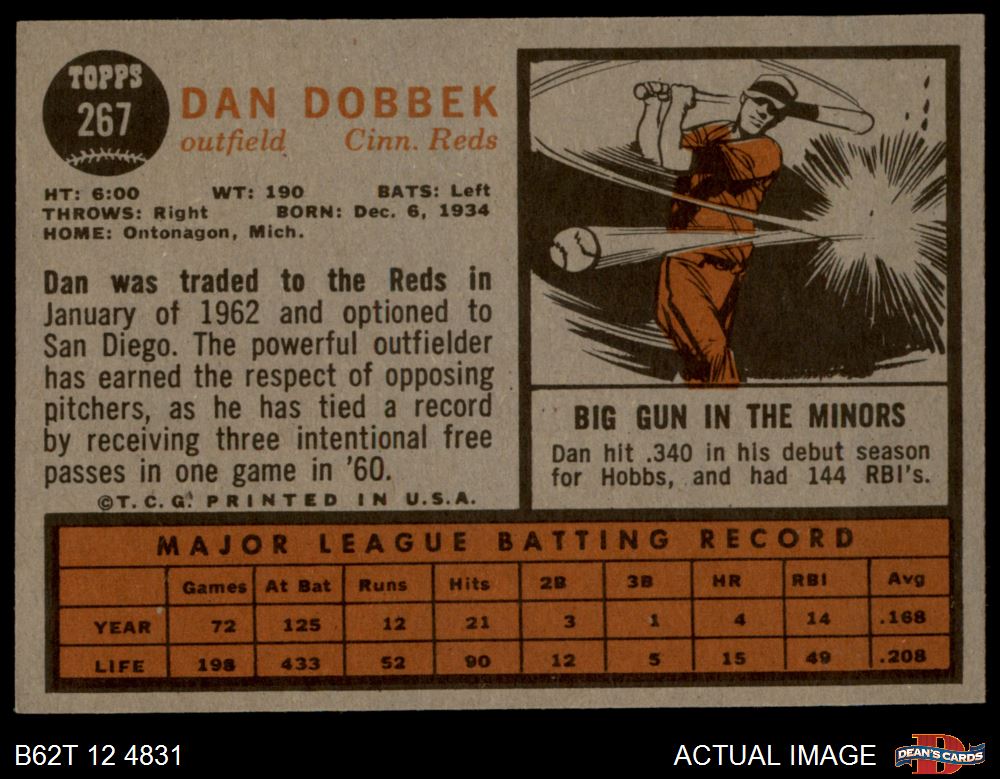 TOPPS
267
DAN DOBBEK
outfield Cinn. Reds
HT: 6:00 WT: 190 BATS: Left
THROWS: Right BORN: Dec. 6, 1934
HOME: Ontonagon, Mich.
Dan was traded to the Reds in
January of 1962 and optioned to
San Diego. The powerful outfielder
has earned the respect of opposing
pitchers, as he has tied a record
by receiving three intentional free
passes in one game in '60.
©T.C.G. PRINTED IN U.S.A.
BIG GUN IN THE MINORS
Dan hit .340 in his debut season
for Hobbs, and had 144 RBI's.
MAJOR LEAGUE BATTING RECORD
Games At Bat Runs Hits 2B 3B HR RBI Avg
YEAR 72 125 12 21 3 1 4 14 .168
LIFE 198 433 52 90 12 5 15 49 .208
B62T 12 4831
ACTUAL IMAGE
DEAN'S CARDS